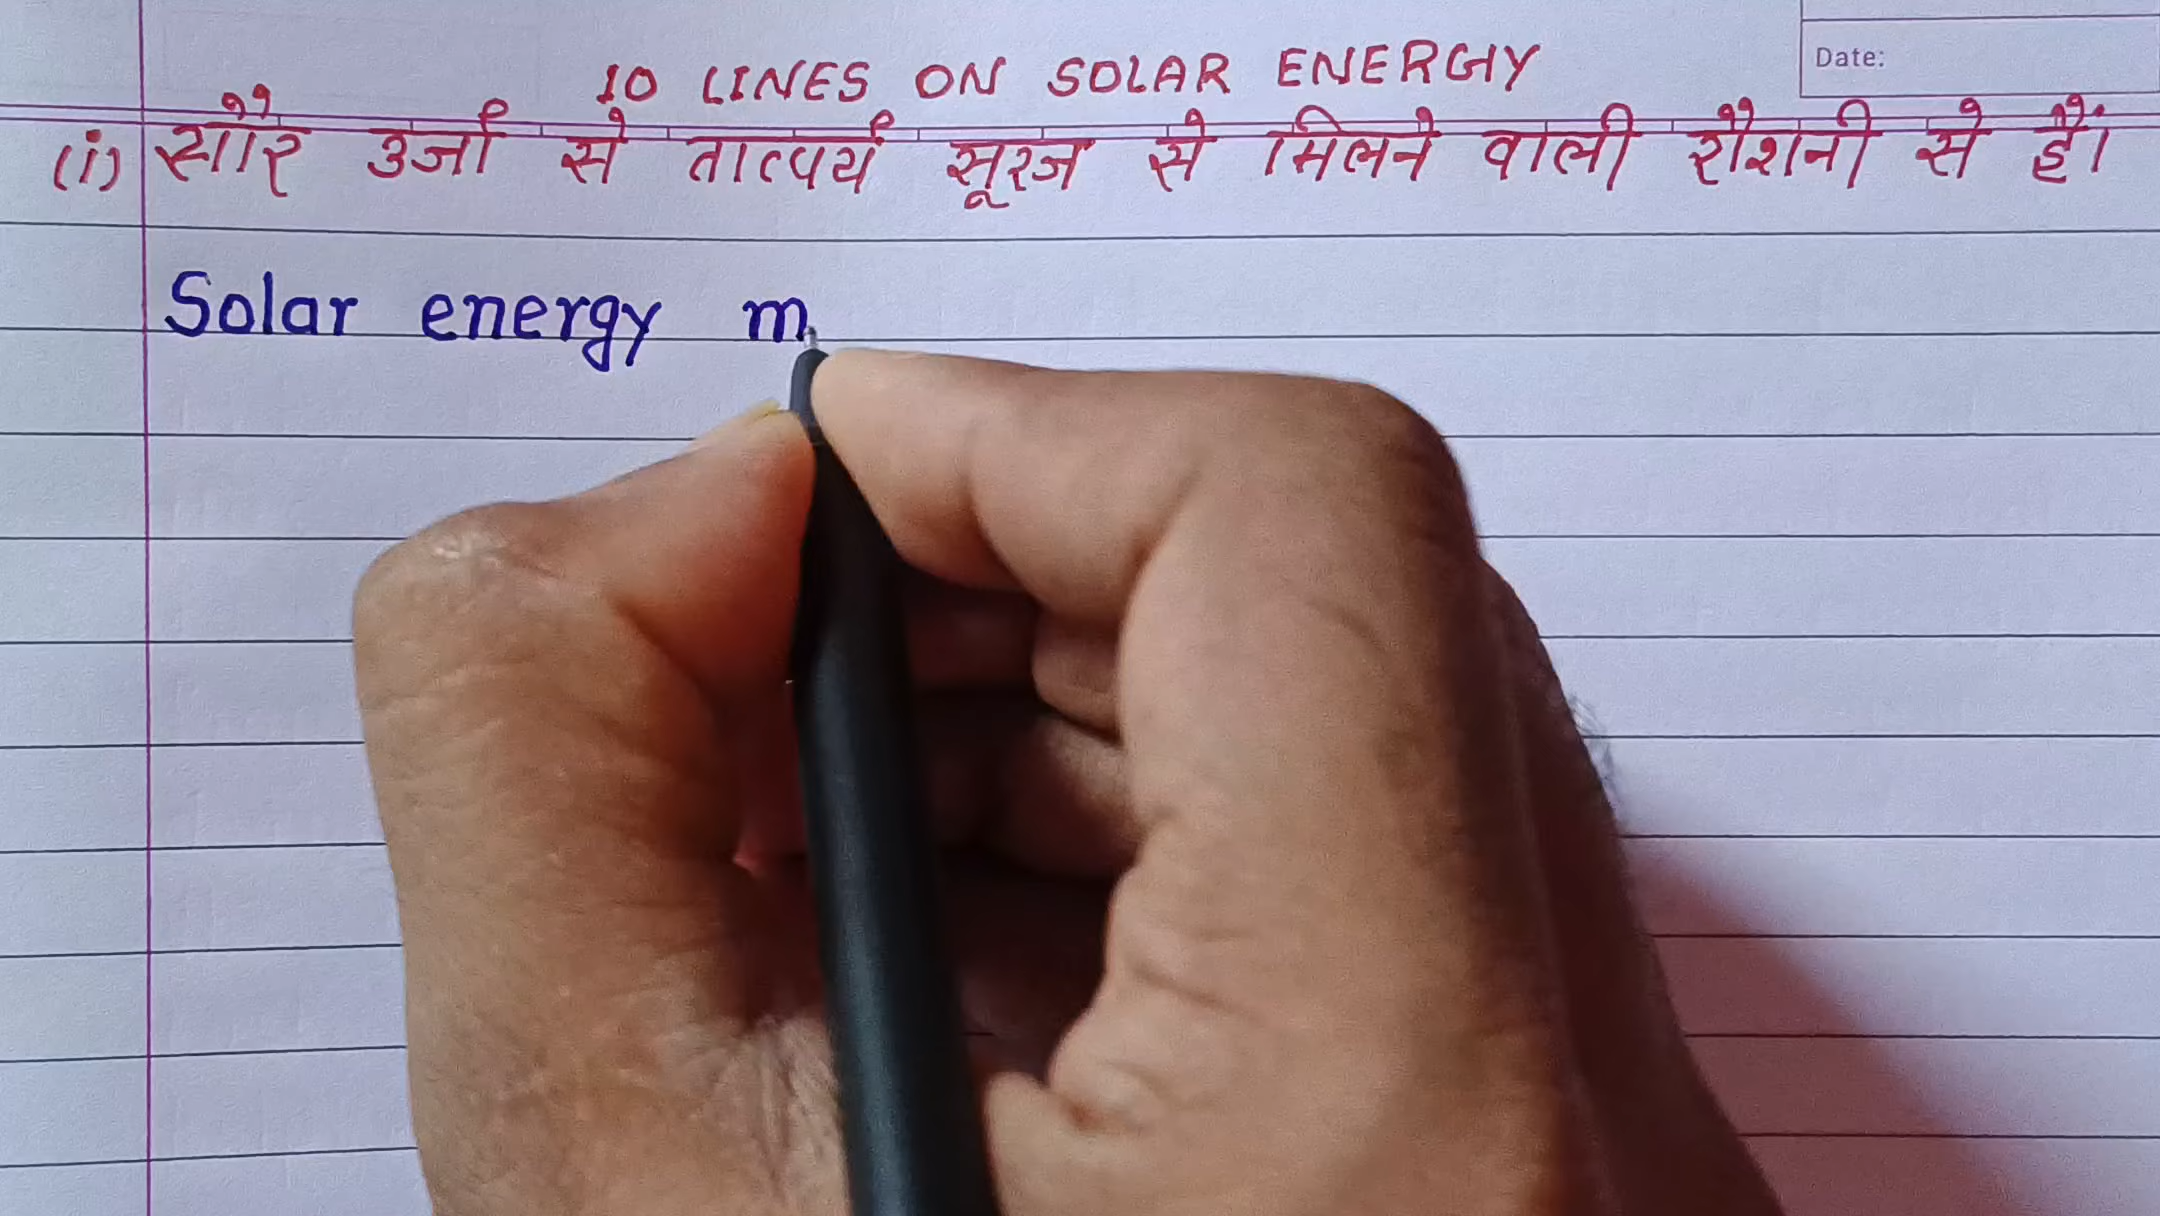 10 LINES ON SOLAR ENERGY
Date:
(i) सौर उर्जा से तात्पर्य सूरज से मिलने वाली रौशनी से हैं।
Solar energy m